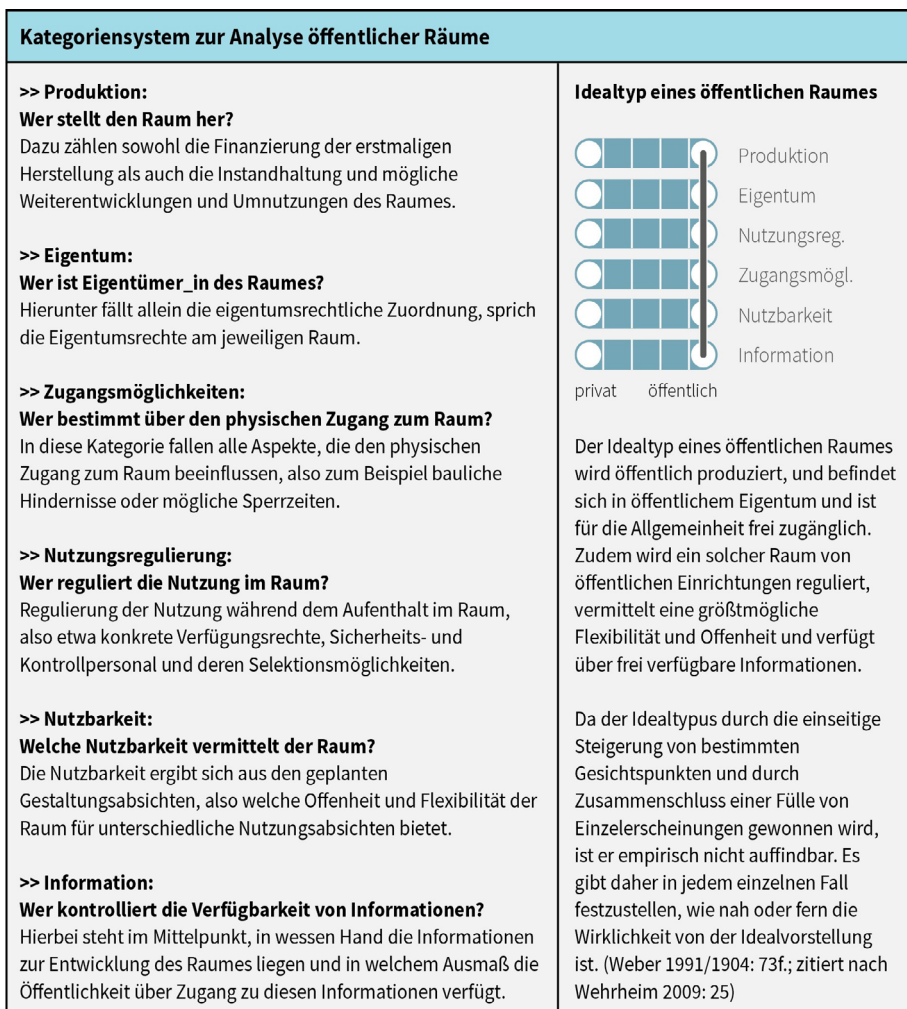 Kategoriensystem zur Analyse öffentlicher Räume
>> Produktion:
Wer stellt den Raum her?
Dazu zählen sowohl die Finanzierung der erstmaligen
Herstellung als auch die Instandhaltung und mögliche
Weiterentwicklungen und Umnutzungen des Raumes.
>> Eigentum:
Wer ist Eigentümer_in des Raumes?
Hierunter fällt allein die eigentumsrechtliche Zuordnung, sprich
die Eigentumsrechte am jeweiligen Raum.
>> Zugangsmöglichkeiten:
Wer bestimmt über den physischen Zugang zum Raum?
In diese Kategorie fallen alle Aspekte, die den physischen
Zugang zum Raum beeinflussen, also zum Beispiel bauliche
Hindernisse oder mögliche Sperrzeiten.
>> Nutzungsregulierung:
Wer reguliert die Nutzung im Raum?
Regulierung der Nutzung während dem Aufenthalt im Raum,
also etwa konkrete Verfügungsrechte, Sicherheits- und
Kontrollpersonal und deren Selektionsmöglichkeiten.
>> Nutzbarkeit:
Welche Nutzbarkeit vermittelt der Raum?
Die Nutzbarkeit ergibt sich aus den geplanten
Gestaltungsabsichten, also welche Offenheit und Flexibilität der
Raum für unterschiedliche Nutzungsabsichten bietet.
>> Information:
Wer kontrolliert die Verfügbarkeit von Informationen?
Hierbei steht im Mittelpunkt, in wessen Hand die Informationen
zur Entwicklung des Raumes liegen und in welchem Ausmaß die
Öffentlichkeit über Zugang zu diesen Informationen verfügt.
Idealtyp eines öffentlichen Raumes
Produktion
Eigentum
Nutzungsreg.
Zugangsmögl.
Nutzbarkeit
Information
privat öffentlich
Der Idealtyp eines öffentlichen Raumes
wird öffentlich produziert, und befindet
sich in öffentlichem Eigentum und ist
für die Allgemeinheit frei zugänglich.
Zudem wird ein solcher Raum von
öffentlichen Einrichtungen reguliert,
vermittelt eine größtmögliche
Flexibilität und Offenheit und verfügt
über frei verfügbare Informationen.
Da der Idealtypus durch die einseitige
Steigerung von bestimmten
Gesichtspunkten und durch
Zusammenschluss einer Fülle von
Einzelerscheinungen gewonnen wird,
ist er empirisch nicht auffindbar. Es
gibt daher in jedem einzelnen Fall
festzustellen, wie nah oder fern die
Wirklichkeit von der Idealvorstellung
ist. (Weber 1991/1904: 73f.; zitiert nach
Wehrheim 2009: 25)